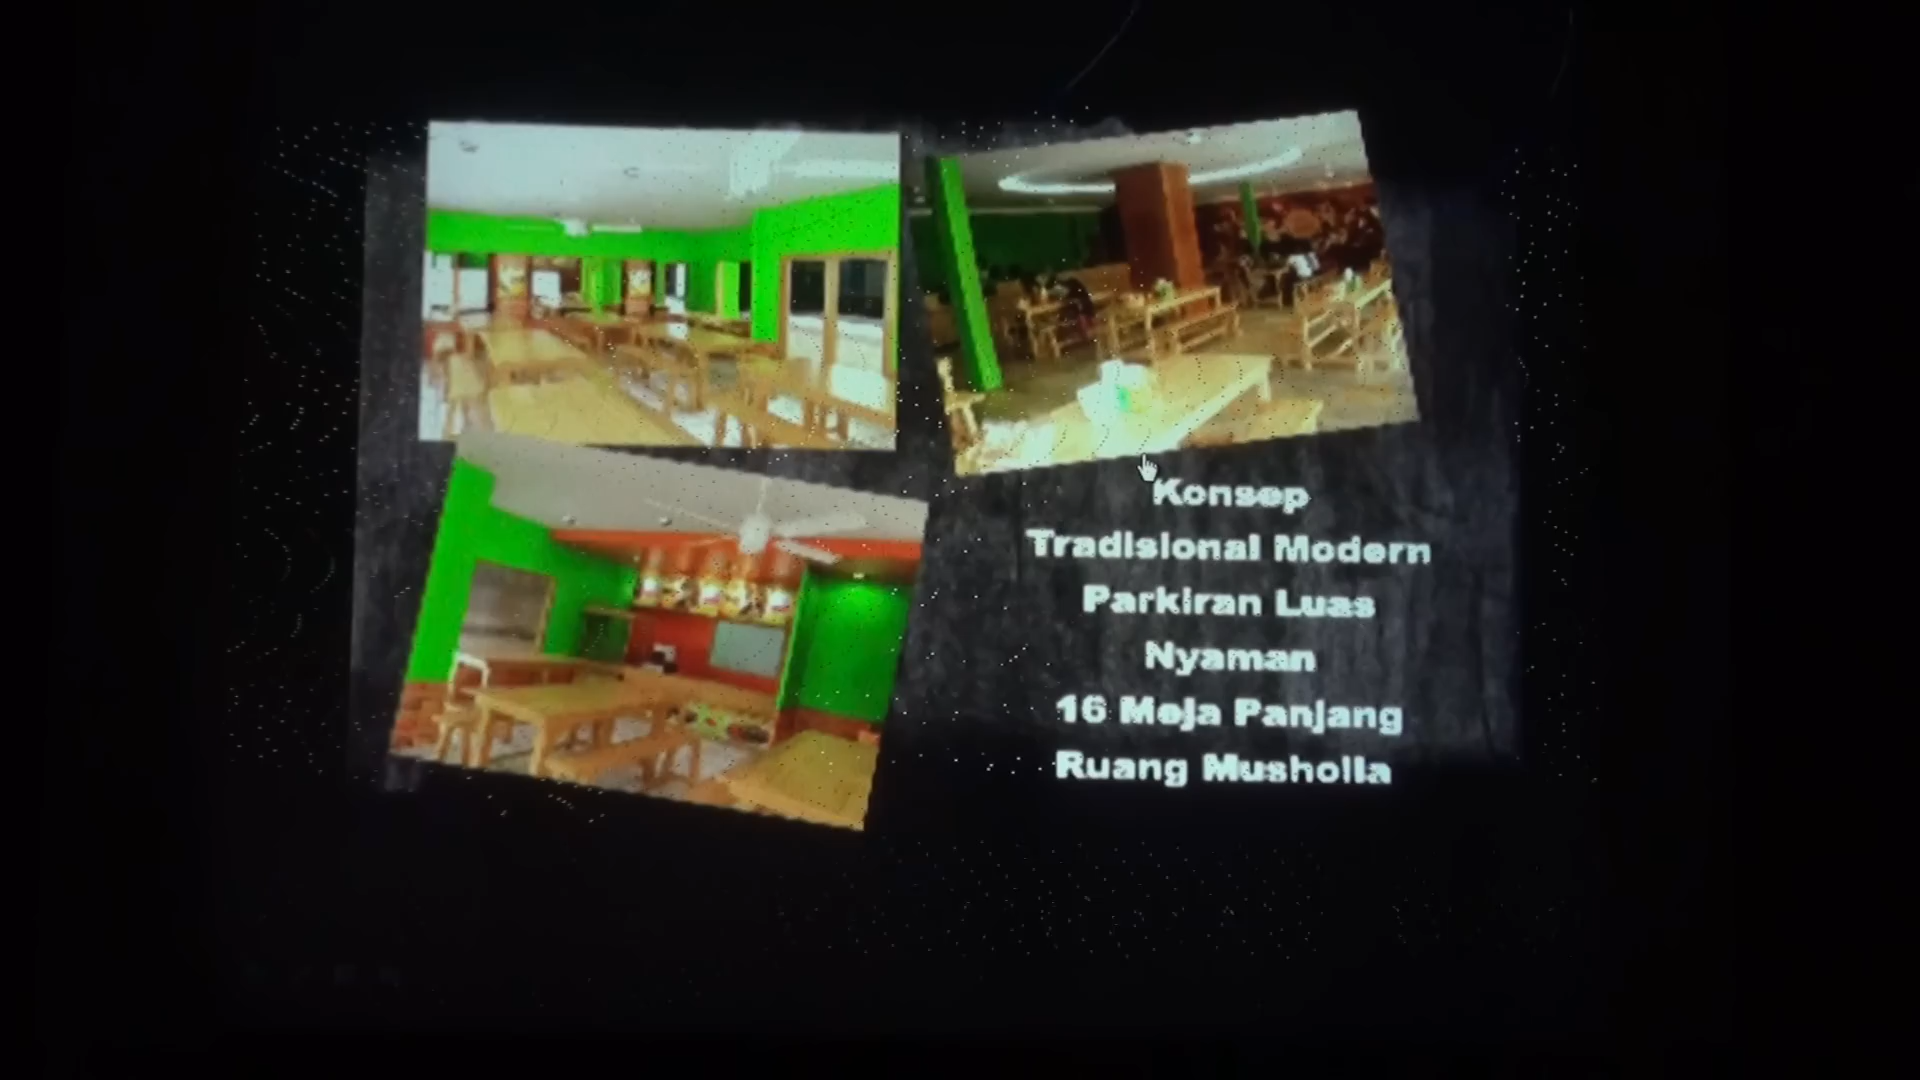 Konsep
Tradisional Modern
Parkiran Luas
Nyaman
16 Meja Panjang
Ruang Musholla